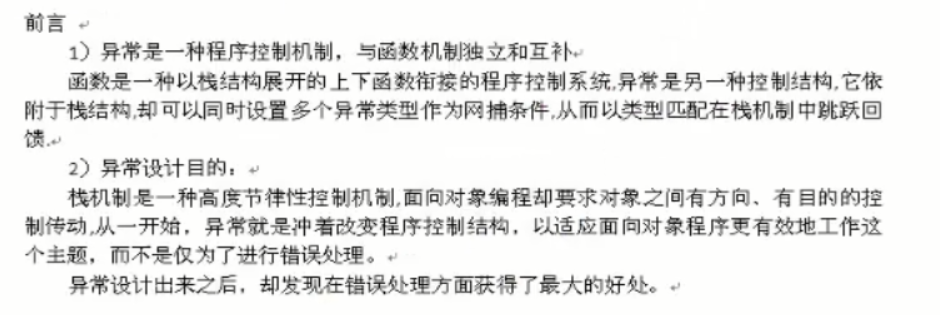 前言
1）异常是一种程序控制机制，与函数机制独立和互补
函数是一种以栈结构展开的上下函数衔接的程序控制系统,异常是另一种控制结构,它依
附于栈结构,却可以同时设置多个异常类型作为网捕条件,从而以类型匹配在栈机制中跳跃回
馈.
2）异常设计目的：
栈机制是一种高度节律性控制机制,面向对象编程却要求对象之间有方向、有目的的控
制传动,从一开始，异常就是冲着改变程序控制结构，以适应面向对象程序更有效地工作这
个主题，而不是仅为了进行错误处理。
异常设计出来之后，却发现在错误处理方面获得了最大的好处。